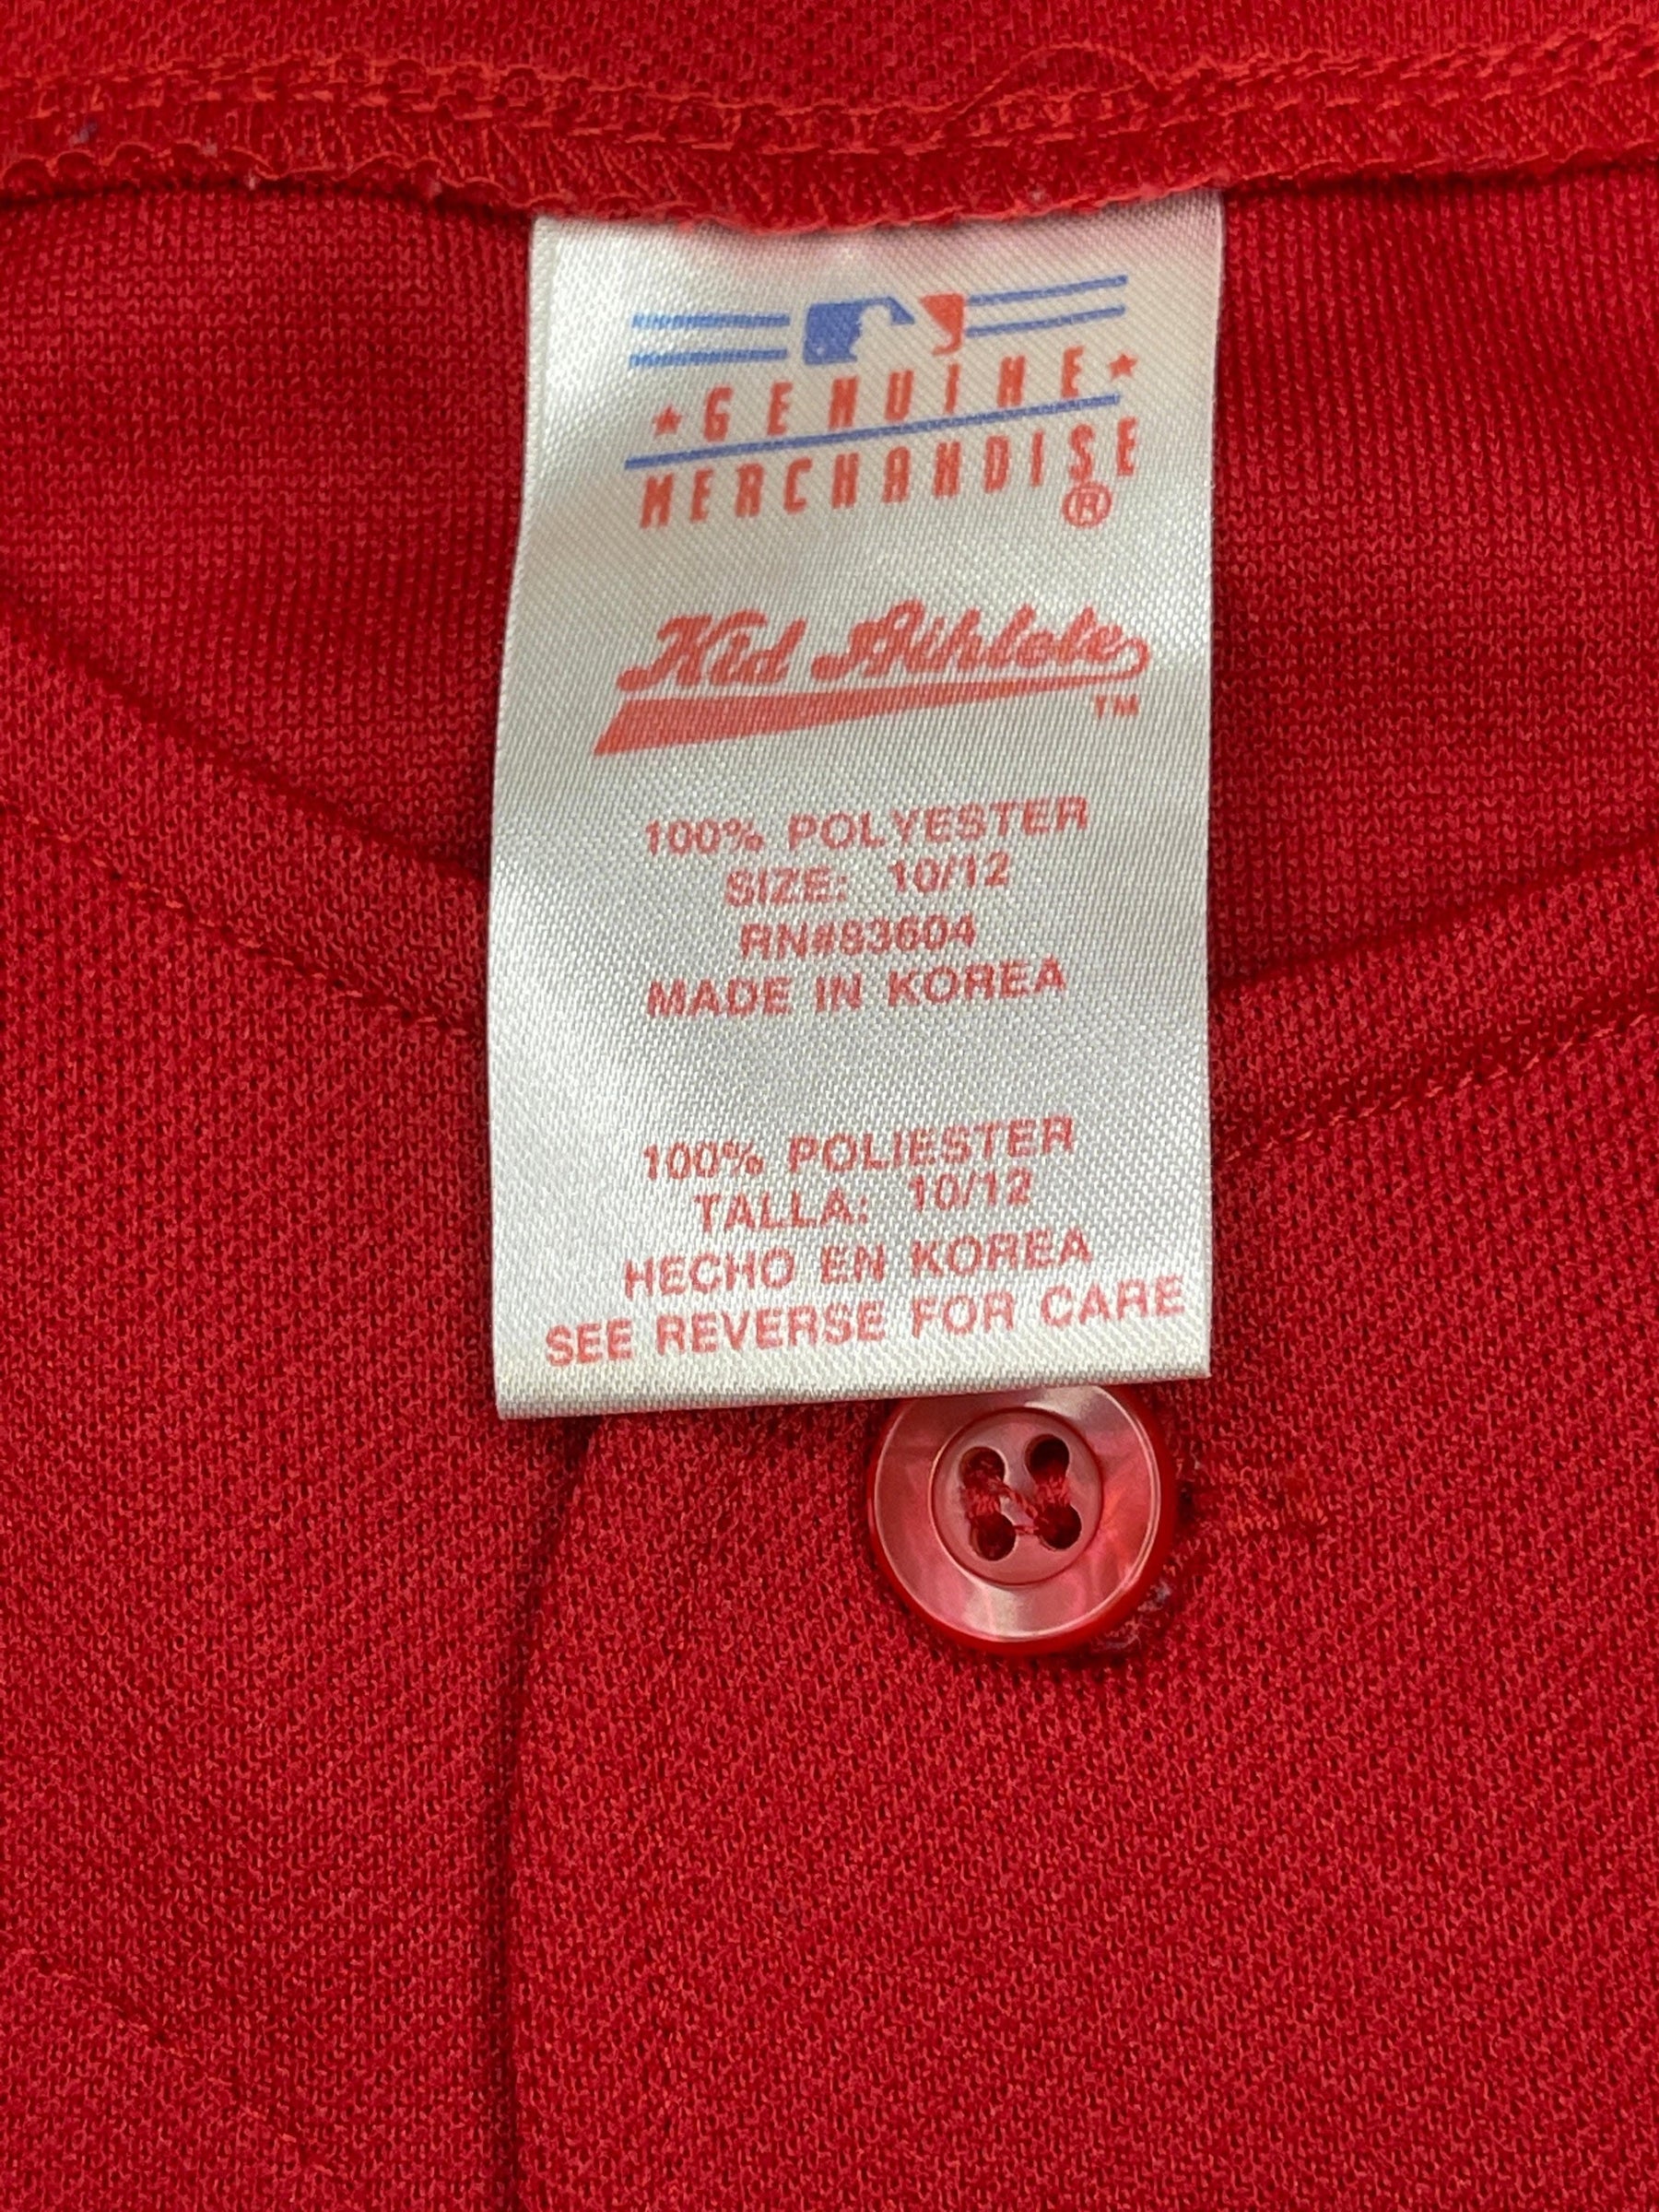 ★GENUINE★
MERCHANDISE
®
Kid Athlete
™
100% POLYESTER
SIZE: 10/12
RN#83604
MADE IN KOREA
100% POLIESTER
TALLA: 10/12
HECHO EN KOREA
SEE REVERSE FOR CARE